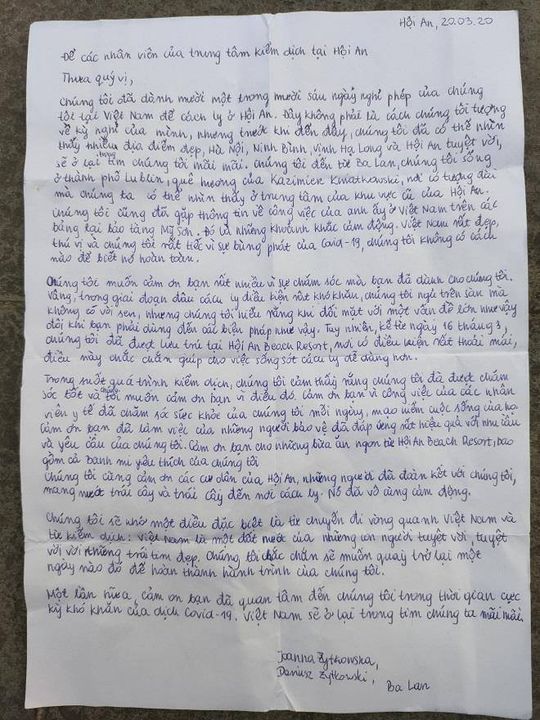 Hội An, 20.03.20
Để các nhân viên của trung tâm kiểm dịch tại Hội An
Thưa quý vị,
Chúng tôi đã dành mười một trong mười sáu ngày nghỉ phép của chúng
tôi tại Việt Nam để cách ly ở Hội An. Đây không phải là cách chúng tôi tưởng
về kỳ nghỉ của mình, nhưng trước khi đến đây, chúng tôi đã có thể nhìn
thấy nhiều địa điểm đẹp, Hà Nội, Ninh Bình, Vịnh Hạ Long và Hội An tuyệt vời,
sẽ ở lại trong tim chúng tôi mãi mãi. Chúng tôi đến từ Ba Lan, chúng tôi sống
ở thành phố Lublin, quê hương của Kazimierz Kwiatkowski, nơi có tượng đài
mà chúng ta có thể nhìn thấy ở trung tâm của khu vực cũ của Hội An.
Chúng tôi cũng đã gặp thông tin về công việc của anh ấy ở Việt Nam trên các
bảng tại bảo tàng Mỹ Sơn. Đó là những khoảnh khắc cảm động. Việt Nam rất đẹp,
thú vị và chúng tôi rất tiếc vì sự bùng phát của Covid-19, chúng tôi không có cách
nào để biết nó hoàn toàn.
Chúng tôi muốn cảm ơn bạn rất nhiều vì sự chăm sóc mà bạn đã dành cho chúng tôi.
Vâng, trong giai đoạn đầu cách ly điều kiện rất khó khăn, chúng tôi ngủ trên sàn mà
không có vòi sen, nhưng chúng tôi hiểu rằng khi đối mặt với một vấn đề lớn như vậy
đôi khi bạn phải dùng đến các biện pháp như vậy. Tuy nhiên, kể từ ngày 16 tháng 3,
chúng tôi đã được lưu trú tại Hội An Beach Resort, nơi có điều kiện rất thoải mái,
điều này chắc chắn giúp cho việc sống sót cách ly dễ dàng hơn.
Trong suốt quá trình kiểm dịch, chúng tôi cảm thấy rằng chúng tôi đã được chăm
sóc tốt và chúng tôi muốn cảm ơn bạn vì điều đó. Cảm ơn bạn vì công việc của các nhân
viên y tế đã chăm sóc sức khỏe của chúng tôi mỗi ngày, mạo hiểm cuộc sống của họ.
Cảm ơn bạn đã làm việc của những người bảo vệ đã đáp ứng rất hiệu quả với nhu cầu
và yêu cầu của chúng tôi. Cảm ơn bạn cho những bữa ăn ngon từ Hội An Beach Resort, bao
gồm cả bánh mì yêu thích của chúng tôi
Chúng tôi cũng cảm ơn các cư dân của Hội An, những người đã đoàn kết với chúng tôi,
mang nước trái cây và trái cây đến nơi cách ly. Nó đã vô cùng cảm động.
Chúng tôi sẽ nhớ một điều đặc biệt là từ chuyến đi vòng quanh Việt Nam và
từ kiểm dịch: Việt Nam là một đất nước của những con người tuyệt vời, tuyệt
vời với những trái tim đẹp. Chúng tôi chắc chắn sẽ muốn quay trở lại một
ngày nào đó để hoàn thành hành trình của chúng tôi.
Một lần nữa, cảm ơn bạn đã quan tâm đến chúng tôi trong thời gian cực
kỳ khó khăn của dịch Covid-19. Việt Nam sẽ ở lại trong tim chúng ta mãi mãi.
Joanna Żytkowska,
Dariusz Żytkowski,
Ba Lan